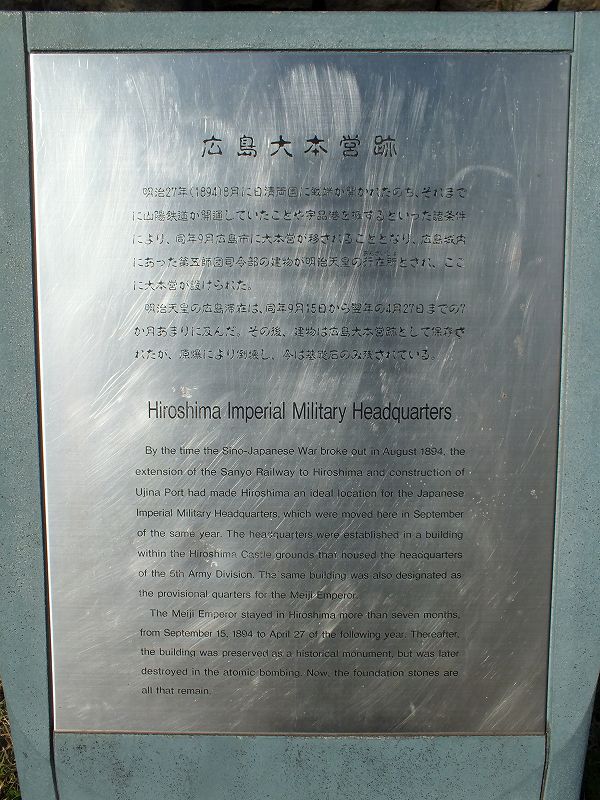 広島大本営跡
明治27年(1894)8月に日清両国に戦端が開かれたのち、それまで
に山陽鉄道が開通していたことや宇品港を擁するといった諸条件
により、同年9月広島市に大本営が移されることとなり、広島城内
にあった第五師団司令部の建物が明治天皇の行在所とされ、ここ
に大本営が設けられた。
明治天皇の広島滞在は、同年9月15日から翌年の4月27日までの7
か月あまりに及んだ。その後、建物は広島大本営跡として保存さ
れたが、原爆により倒壊し、今は基礎石のみ残されている。
Hiroshima Imperial Military Headquarters
By the time the Sino-Japanese War broke out in August 1894, the
extension of the Sanyo Railway to Hiroshima and construction of
Ujina Port had made Hiroshima an ideal location for the Japanese
Imperial Military Headquarters, which were moved here in September
of the same year. The headquarters were established in a building
within the Hiroshima Castle grounds that housed the headquarters
of the 5th Army Division. The same building was also designated as
the provisional quarters for the Meiji Emperor.
The Meiji Emperor stayed in Hiroshima more than seven months,
from September 15, 1894 to April 27 of the following year. Thereafter,
the building was preserved as a historical monument, but was later
destroyed in the atomic bombing. Now, the foundation stones are
all that remain.